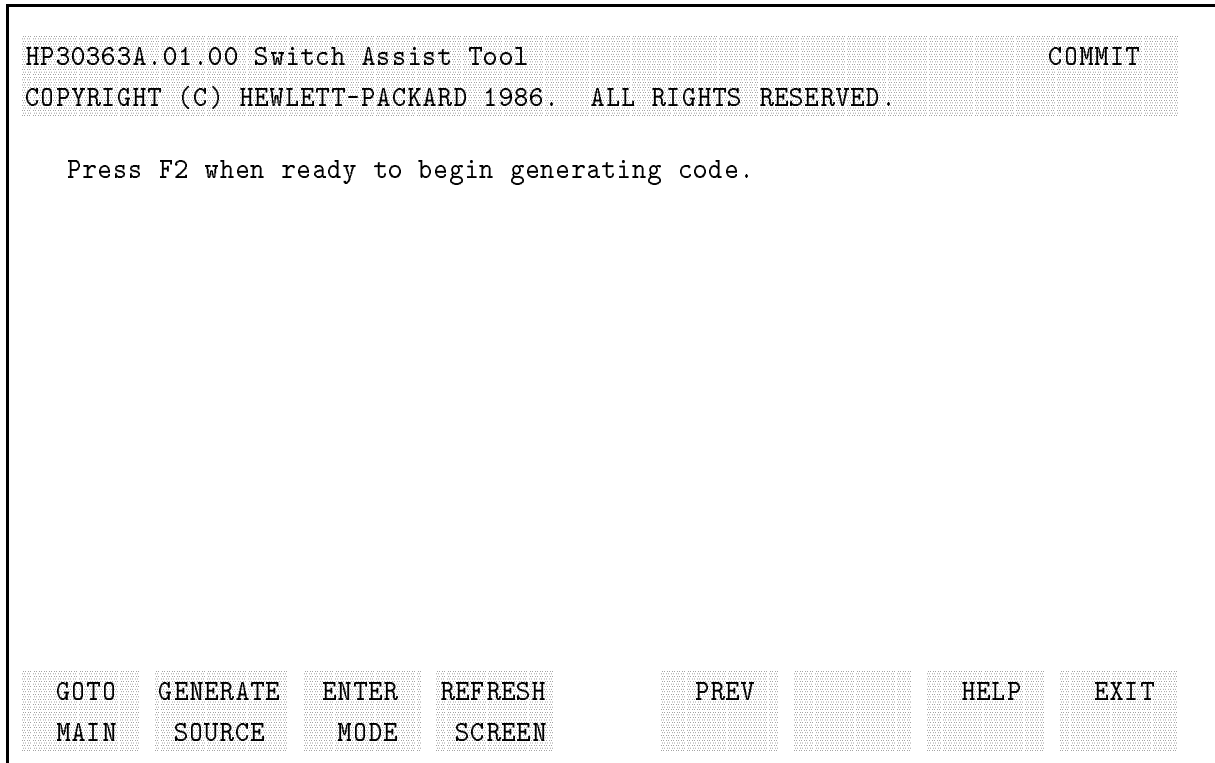 HP30363A.01.00 Switch Assist Tool COMMIT
COPYRIGHT (C) HEWLETT-PACKARD 1986. ALL RIGHTS RESERVED.
Press F2 when ready to begin generating code.
GOTO GENERATE ENTER REFRESH PREV HELP EXIT
MAIN SOURCE MODE SCREEN